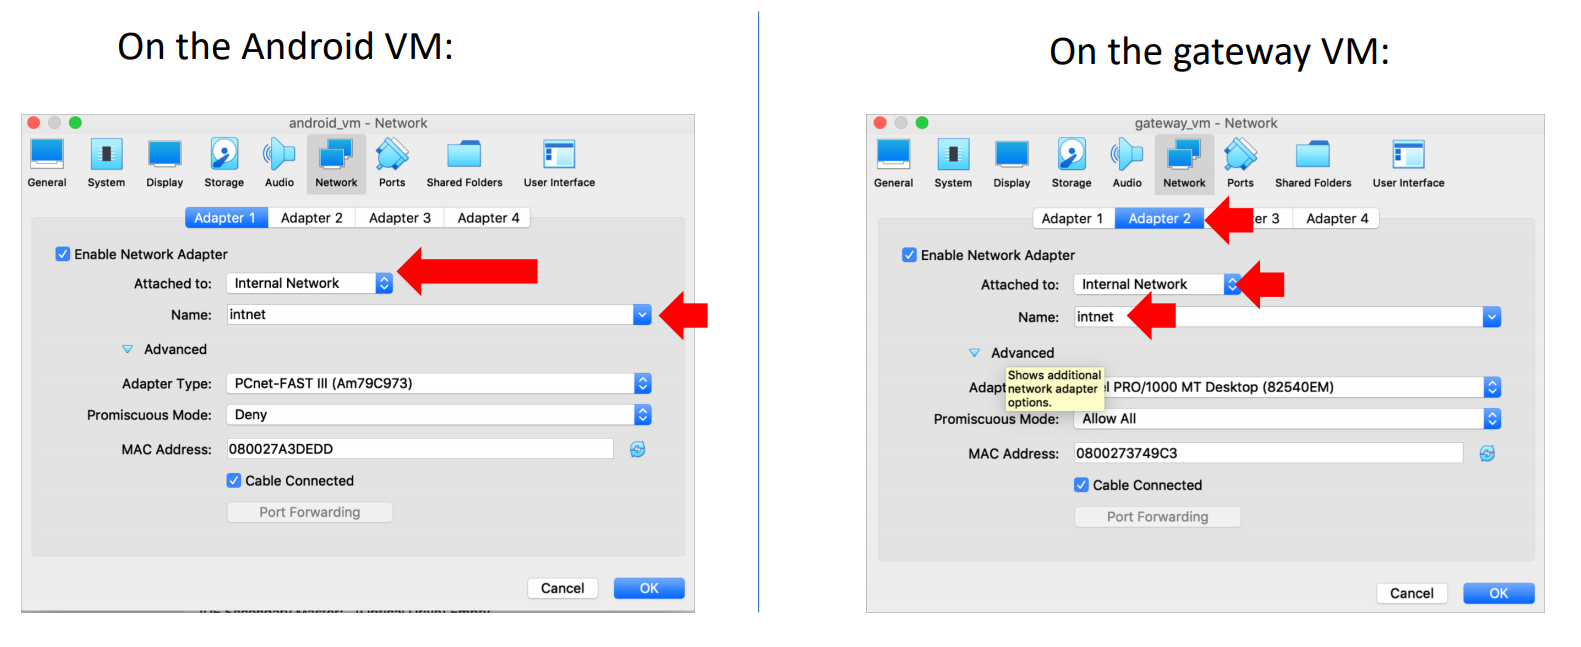 On the Android VM:
android_vm - Network
General System Display Storage Audio Network Ports Shared Folders User Interface
Adapter 1 Adapter 2 Adapter 3 Adapter 4
Enable Network Adapter
Attached to: Internal Network
Name: intnet
Advanced
Adapter Type: PCnet-FAST III (Am79C973)
Promiscuous Mode: Deny
MAC Address: 080027A3DEDD
Cable Connected
Port Forwarding
Cancel OK
On the gateway VM:
gateway_vm - Network
General System Display Storage Audio Network Ports Shared Folders User Interface
Adapter 1 Adapter 2 er 3 Adapter 4
Enable Network Adapter
Attached to: Internal Network
Name: intnet
Advanced
Shows additional
network adapter
options.
Adapt l PRO/1000 MT Desktop (82540EM)
Promiscuous Mode: Allow All
MAC Address: 0800273749C3
Cable Connected
Port Forwarding
Cancel OK